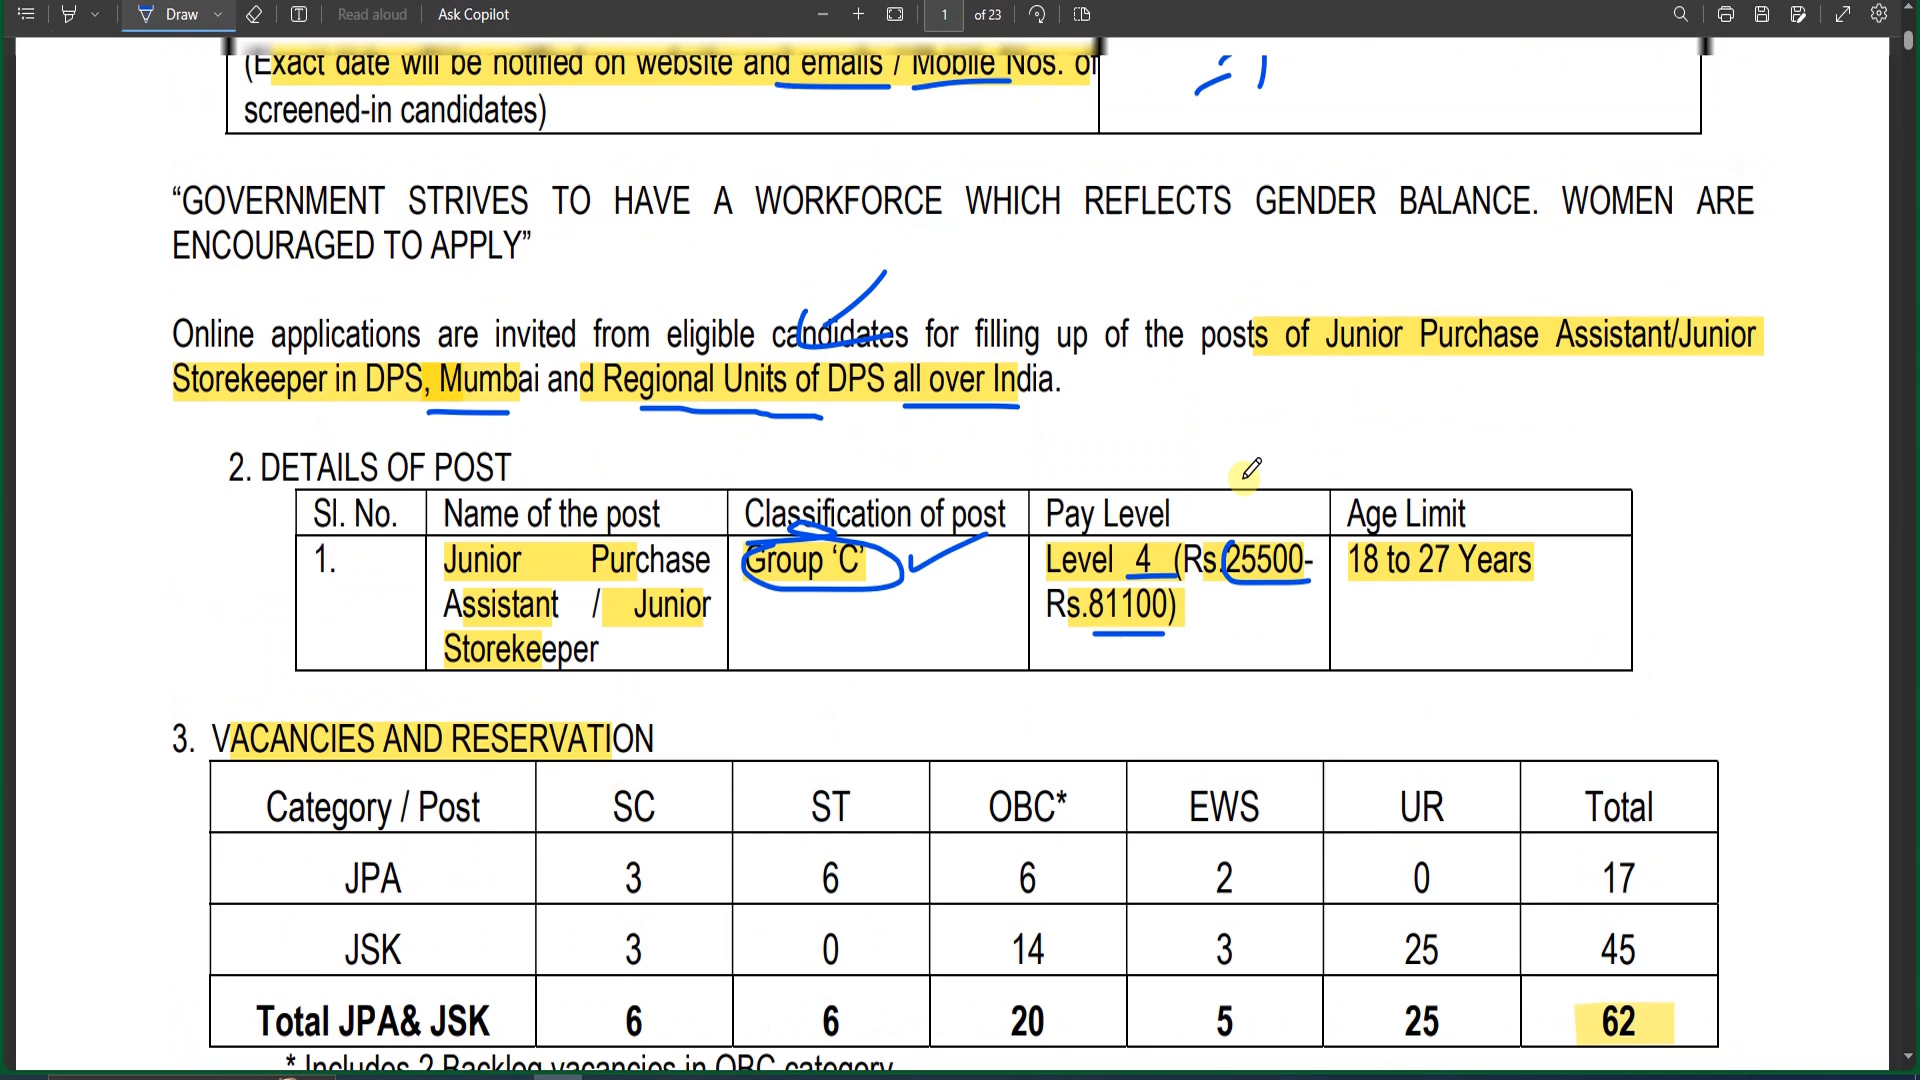 Draw
Read aloud
Ask Copilot
1
of 23
(Exact date will be notified on website and emails / Mobile Nos. of
screened-in candidates)
“GOVERNMENT STRIVES TO HAVE A WORKFORCE WHICH REFLECTS GENDER BALANCE. WOMEN ARE
ENCOURAGED TO APPLY”
Online applications are invited from eligible candidates for filling up of the posts of Junior Purchase Assistant/Junior
Storekeeper in DPS, Mumbai and Regional Units of DPS all over India.
2. DETAILS OF POST
Sl. No. Name of the post Classification of post Pay Level Age Limit
1. Junior Purchase Group ‘C’ Level 4 (Rs.25500- 18 to 27 Years
Assistant / Junior Rs.81100)
Storekeeper
3. VACANCIES AND RESERVATION
Category / Post SC ST OBC* EWS UR Total
JPA 3 6 6 2 0 17
JSK 3 0 14 3 25 45
Total JPA& JSK 6 6 20 5 25 62
* Includes 2 Backlog vacancies in OBC category